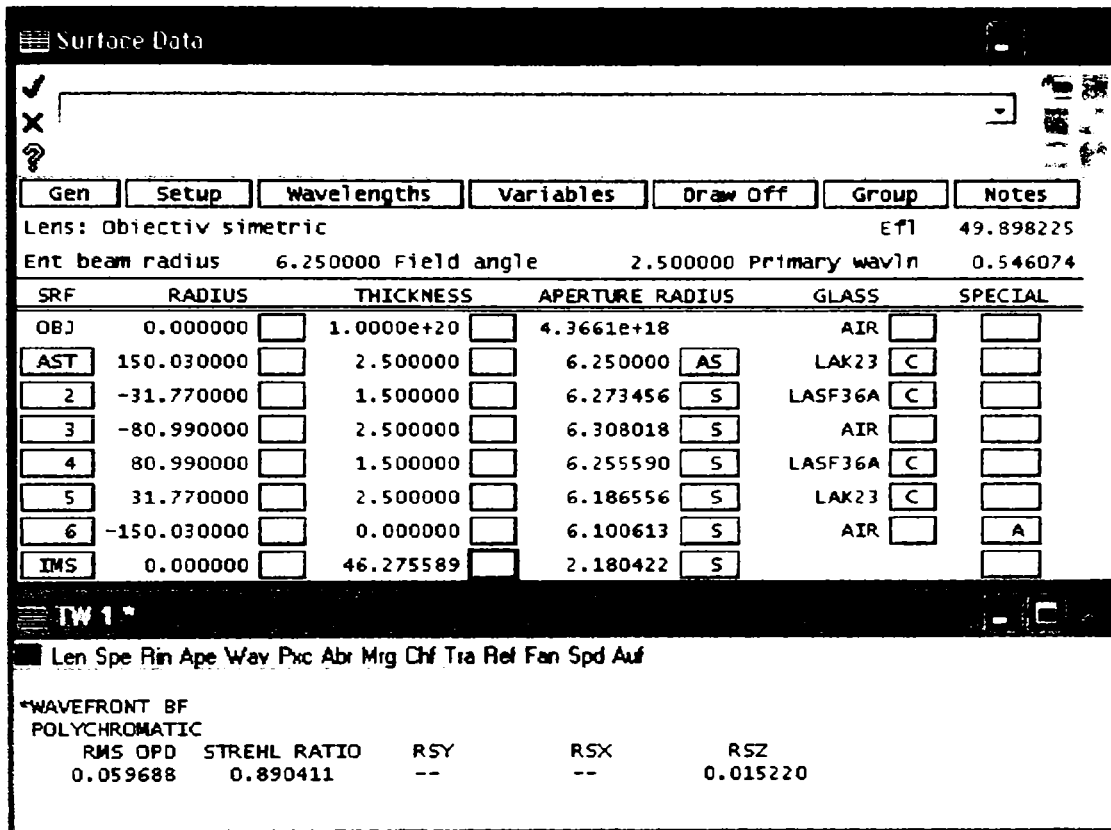 Surface Data
Gen Setup Wavelengths Variables Draw Off Group Notes
Lens: Obiectiv simetric Efl 49.898225
Ent beam radius 6.250000 Field angle 2.500000 Primary wavln 0.546074
SRF RADIUS THICKNESS APERTURE RADIUS GLASS SPECIAL
OBJ 0.000000 1.0000e+20 4.3661e+18 AIR
AST 150.030000 2.500000 6.250000 AS LAK23 C
2 -31.770000 1.500000 6.273456 S LASF36A C
3 -80.990000 2.500000 6.308018 S AIR
4 80.990000 1.500000 6.255590 S LASF36A C
5 31.770000 2.500000 6.186556 S LAK23 C
6 -150.030000 0.000000 6.100613 S AIR A
IMS 0.000000 46.275589 2.180422 S
TW 1 *
Len Spe Rin Ape Wav Pxc Abr Mrg Chf Tra Ref Fan Spd Auf
*WAVEFRONT BF
POLYCHROMATIC
RMS OPD STREHL RATIO RSY RSX RSZ
0.059688 0.890411 -- -- 0.015220